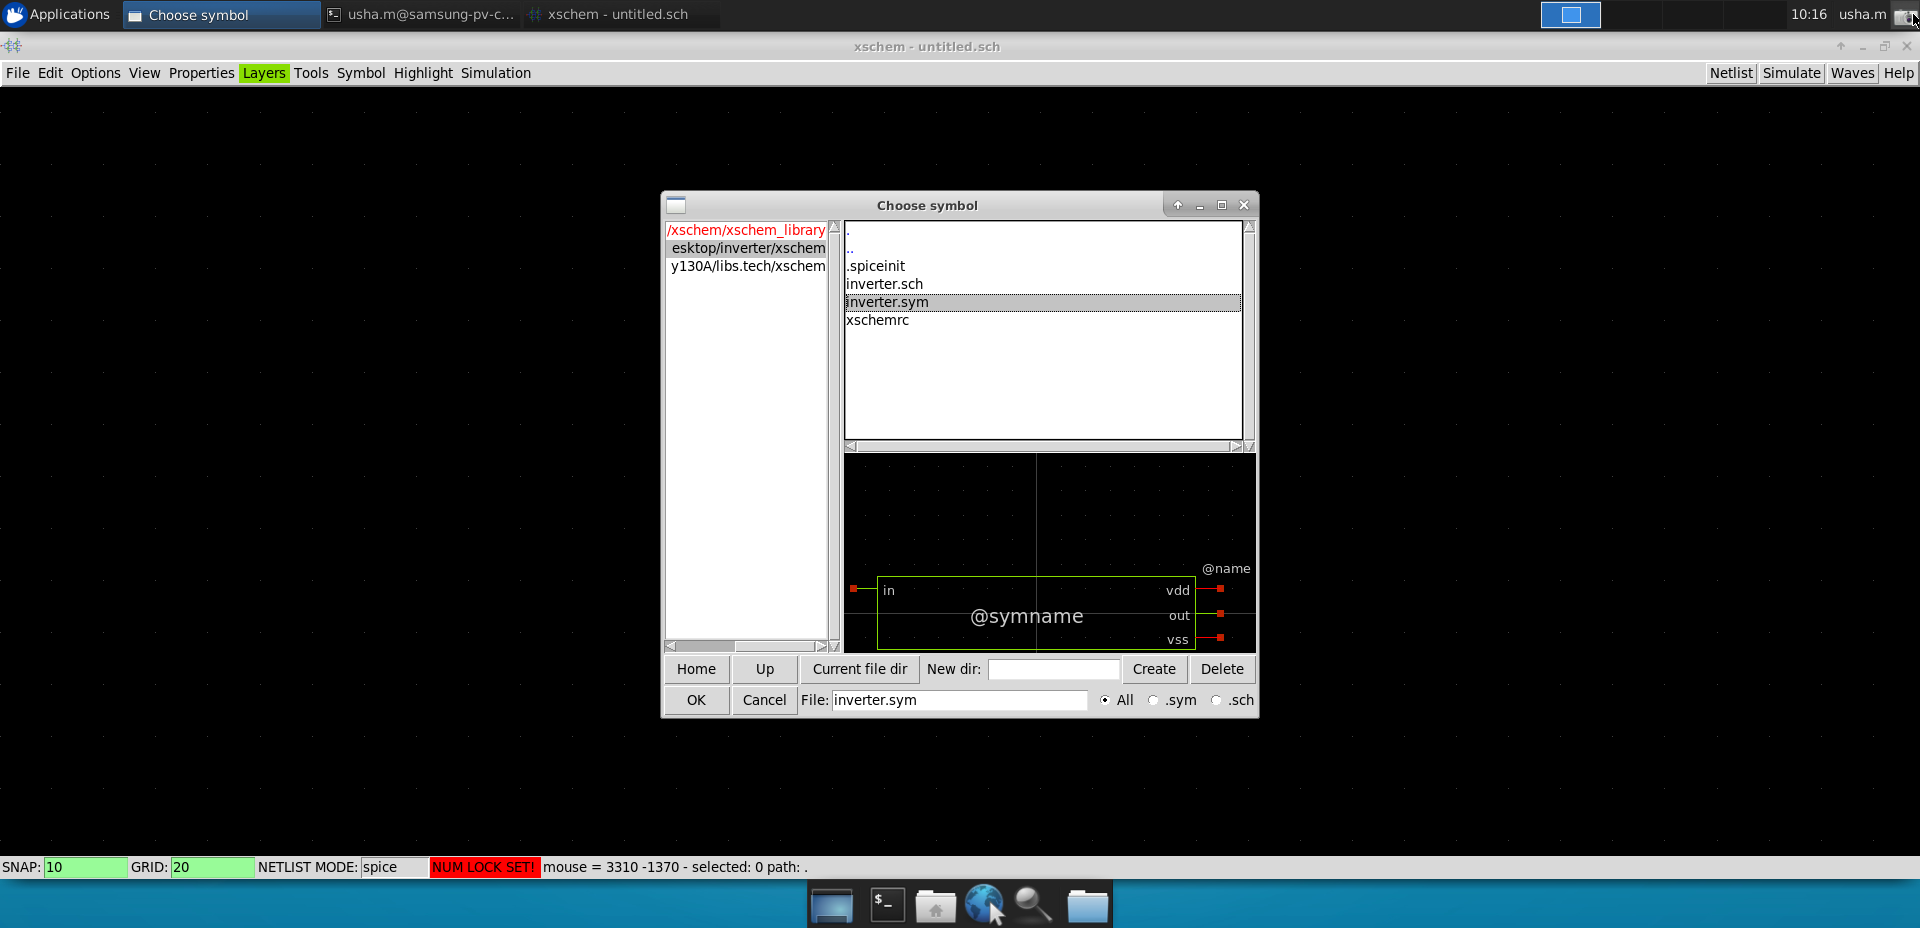 Applications
Choose symbol
usha.m@samsung-pv-c...
xschem - untitled.sch
10:16
usha.m
xschem - untitled.sch
File Edit Options View Properties Layers Tools Symbol Highlight Simulation
Netlist Simulate Waves Help
Choose symbol
/xschem/xschem_library
esktop/inverter/xschem
y130A/libs.tech/xschem
.
..
.spiceinit
inverter.sch
inverter.sym
xschemrc
@name
in
vdd
@symname
out
vss
Home Up Current file dir New dir: Create Delete
OK Cancel File: inverter.sym All .sym .sch
SNAP: 10 GRID: 20 NETLIST MODE: spice NUM LOCK SET! mouse = 3310 -1370 - selected: 0 path: .
$_